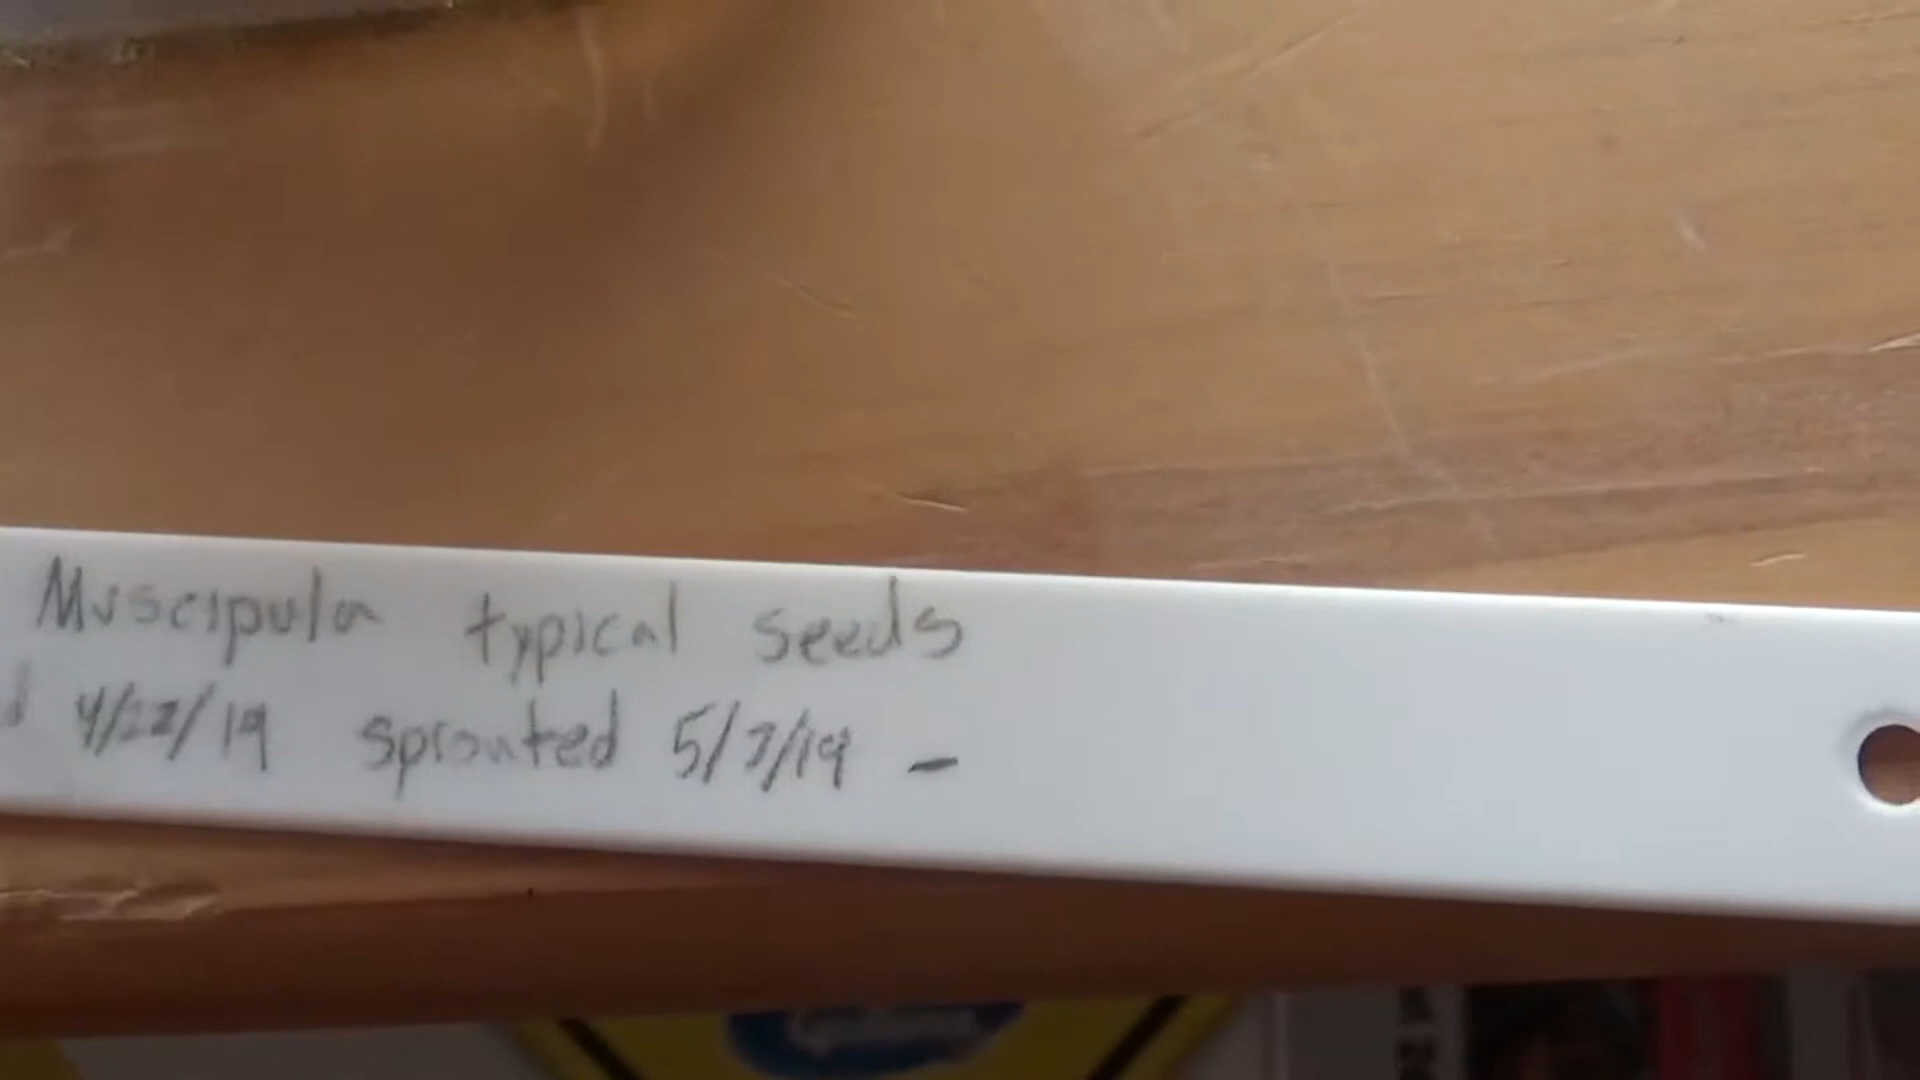 Muscipula typical seeds
4/22/19 sprouted 5/7/19 -